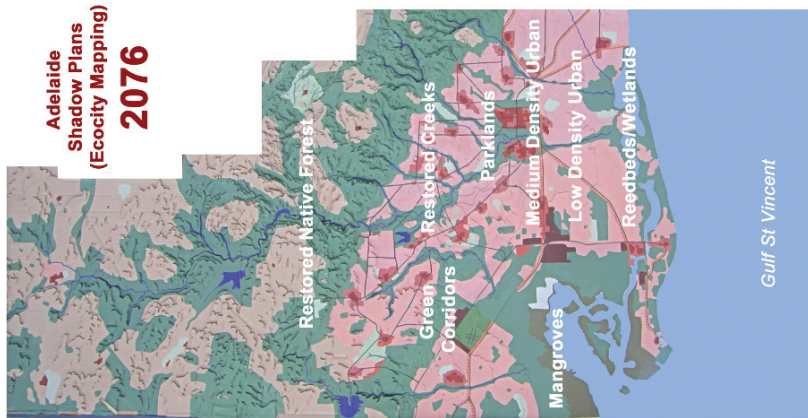 Adelaide
Shadow Plans
(Ecocity Mapping)
2076
Restored Native Forest
Restored Creeks
Green
Corridors
Parklands
Medium Density Urban
Mangroves
Low Density Urban
Reedbeds/Wetlands
Gulf St Vincent